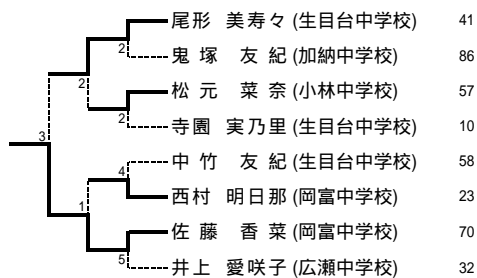 尾形 美寿々 (生目台中学校) 41
2
鬼塚 友紀 (加納中学校) 86
2
松元 菜奈 (小林中学校) 57
2
寺園 実乃里 (生目台中学校) 10
3
中竹 友紀 (生目台中学校) 58
4
西村 明日那 (岡富中学校) 23
1
佐藤 香菜 (岡富中学校) 70
5
井上 愛咲子 (広瀬中学校) 32